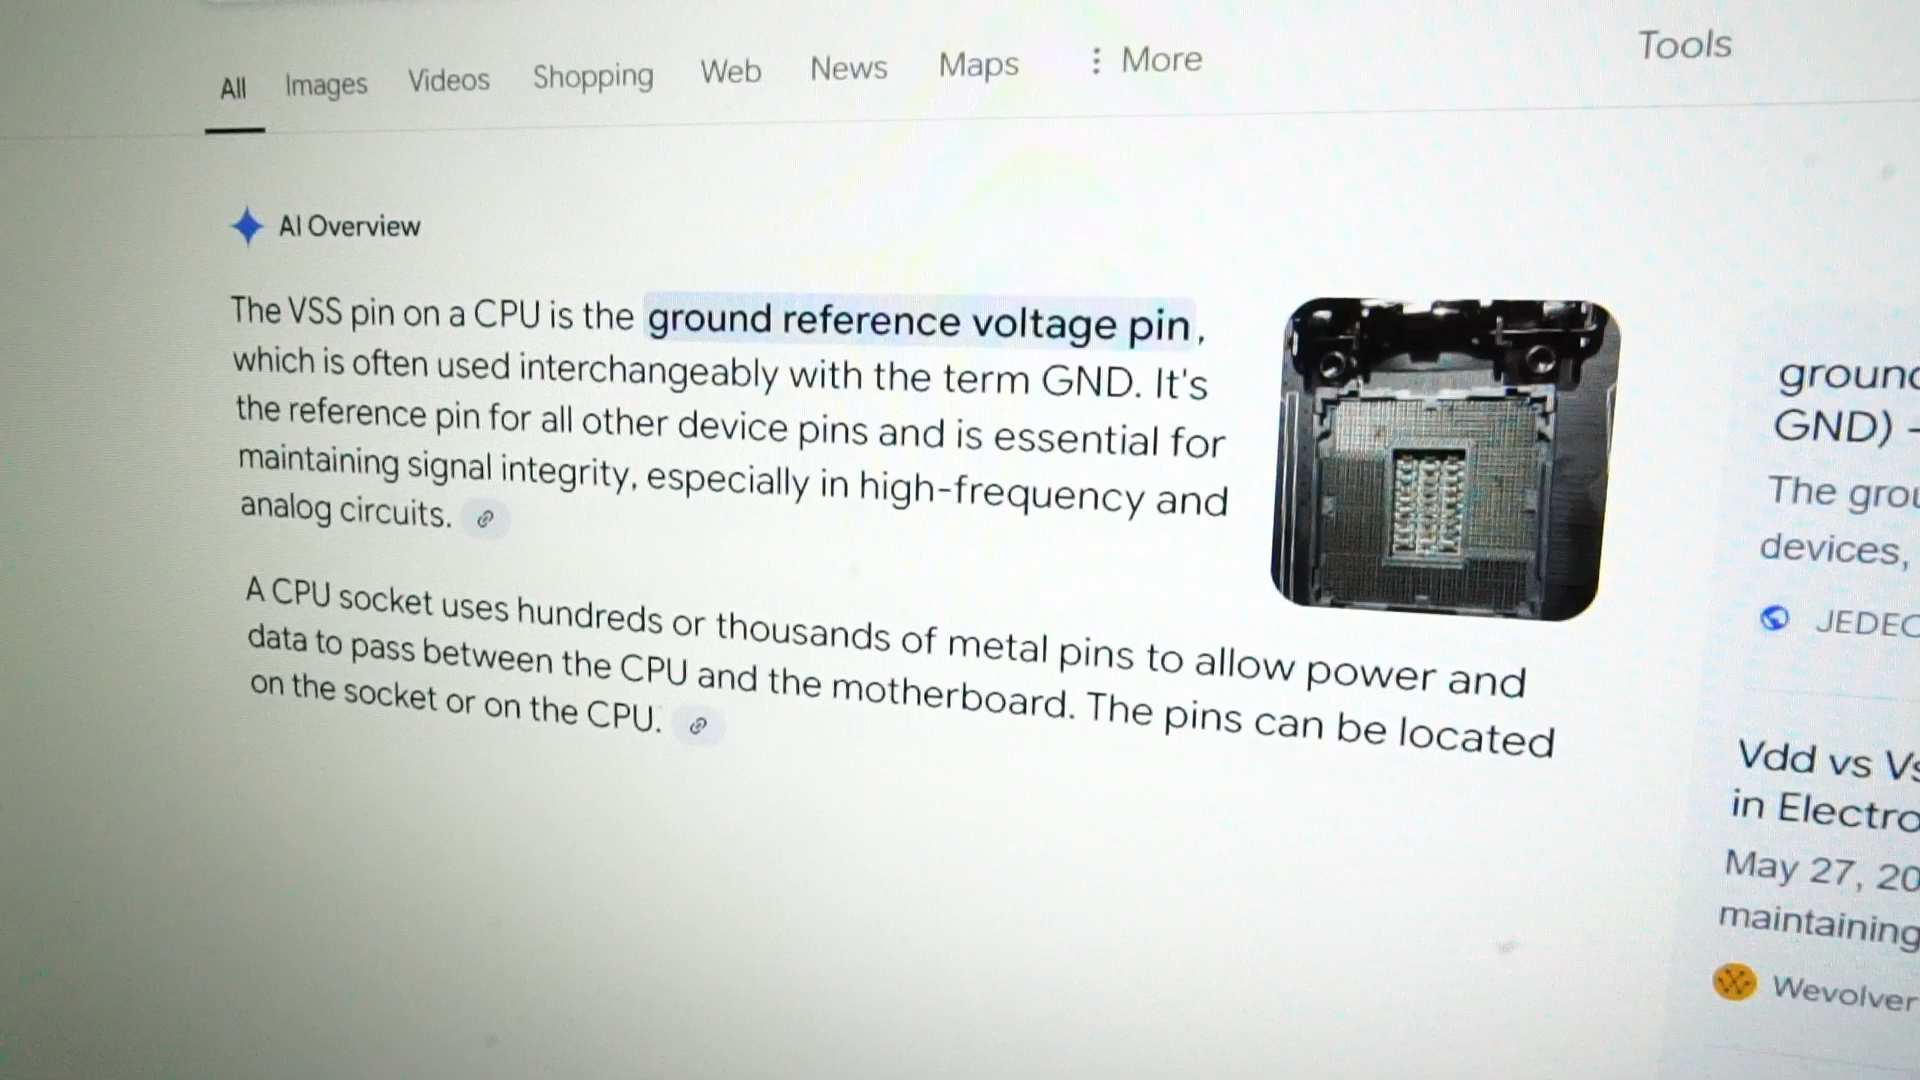 All Images Videos Shopping Web News Maps More Tools
AI Overview
The VSS pin on a CPU is the ground reference voltage pin,
which is often used interchangeably with the term GND. It's
the reference pin for all other device pins and is essential for
maintaining signal integrity, especially in high-frequency and
analog circuits.
A CPU socket uses hundreds or thousands of metal pins to allow power and
data to pass between the CPU and the motherboard. The pins can be located
on the socket or on the CPU.
GND) -
The
devices,
JEDEC
Vdd vs
in
May 27,
maintaining
Wevolver